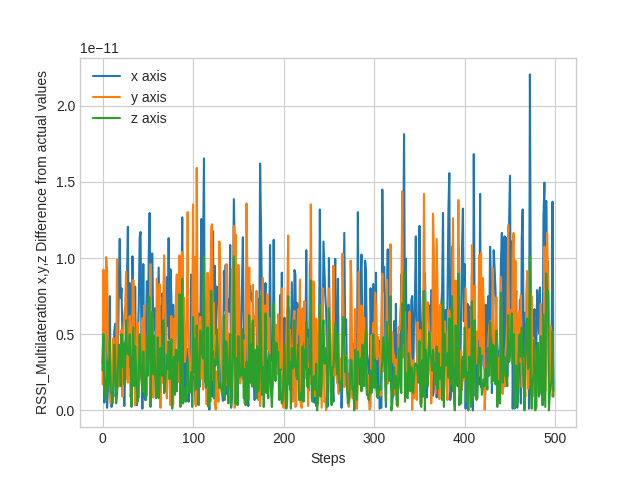 1e−11
x axis
y axis
z axis
2.0
1.5
1.0
0.5
0.0
RSSI_Multilateration x,y,z Difference from actual values
0 100 200 300 400 500
Steps